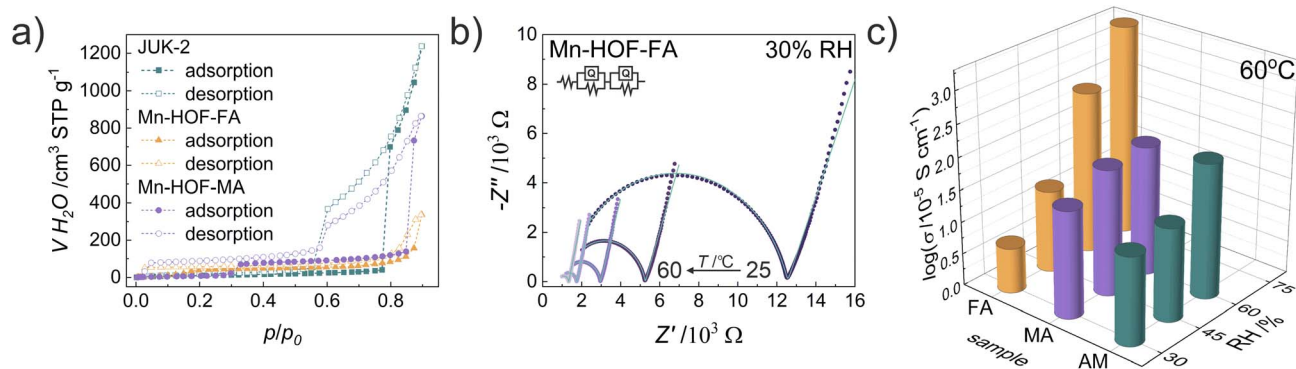 a)
1200
1000
800
600
400
200
0
V H2O /cm³ STP g⁻¹
JUK-2
adsorption
desorption
Mn-HOF-FA
adsorption
desorption
Mn-HOF-MA
adsorption
desorption
0.0 0.2 0.4 0.6 0.8
p/p₀
b)
10
8
6
4
2
0
-Z″ /10³ Ω
Mn-HOF-FA 30% RH
Q Q
60 ← T /°C 25
0 2 4 6 8 10 12 14 16
Z′ /10³ Ω
c)
60°C
3.0
2.5
2.0
1.5
1.0
0.5
0.0
log(σ /10⁻⁵ S cm⁻¹)
FA
MA
AM
sample
75
60
45
30
RH /%